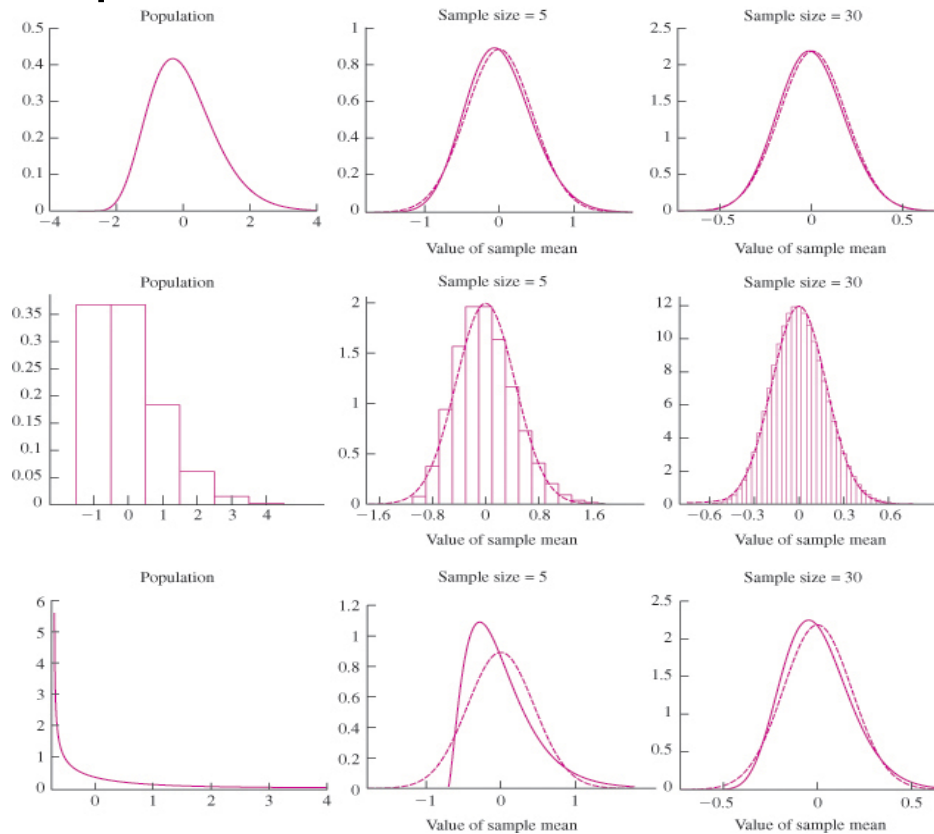 Population
0.5
0.4
0.3
0.2
0.1
0
−4 −2 0 2 4
Sample size = 5
1
0.8
0.6
0.4
0.2
0
−1 0 1
Value of sample mean
Sample size = 30
2.5
2
1.5
1
0.5
0
−0.5 0 0.5
Value of sample mean
Population
0.35
0.3
0.25
0.2
0.15
0.1
0.05
0
−1 0 1 2 3 4
Sample size = 5
2
1.5
1
0.5
0
−1.6 −0.8 0 0.8 1.6
Value of sample mean
Sample size = 30
12
10
8
6
4
2
0
−0.6 −0.3 0 0.3 0.6
Value of sample mean
Population
6
5
4
3
2
1
0
0 1 2 3 4
Sample size = 5
1.2
1
0.8
0.6
0.4
0.2
0
−1 0 1
Value of sample mean
Sample size = 30
2.5
2
1.5
1
0.5
0
−0.5 0 0.5
Value of sample mean